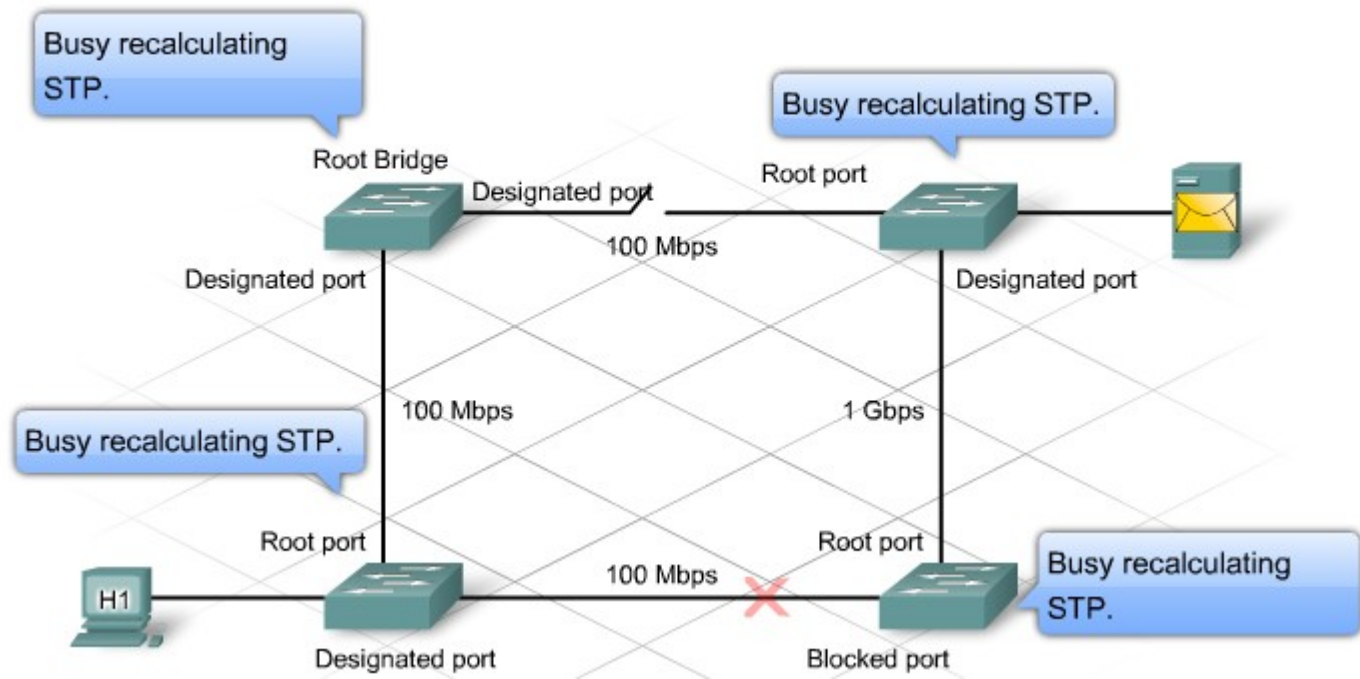 Busy recalculating
STP.
Busy recalculating STP.
Root Bridge
Designated port
Root port
100 Mbps
Designated port
Designated port
100 Mbps
1 Gbps
Busy recalculating STP.
Root port
Root port
100 Mbps
Busy recalculating
STP.
H1
Designated port
Blocked port